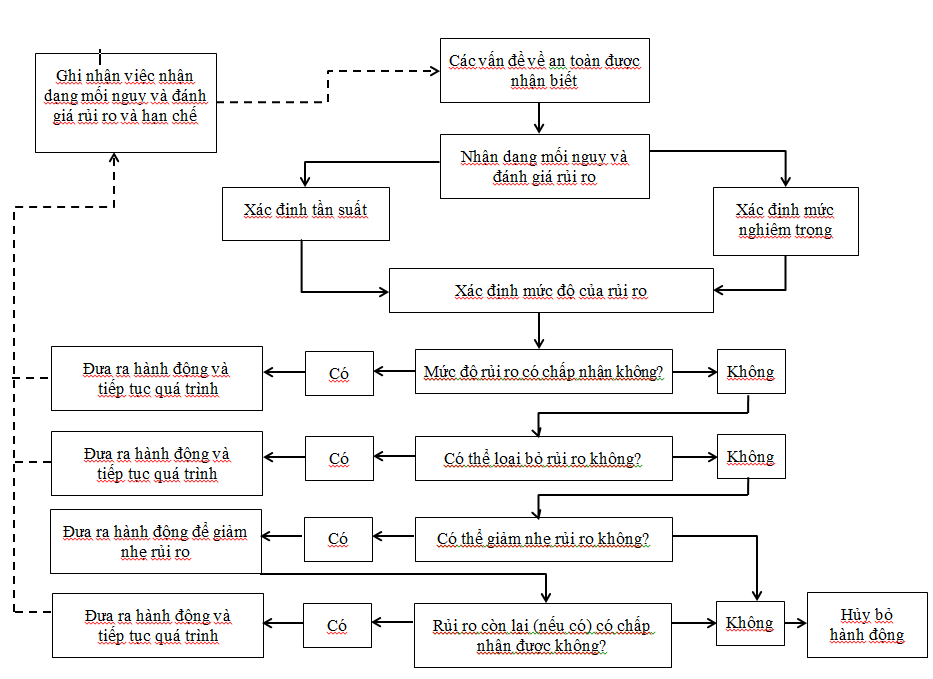 Các vấn đề về an toàn được
nhận biết
Ghi nhận việc nhận
dạng mối nguy và đánh
giá rủi ro và hạn chế
Nhận dạng mối nguy và
đánh giá rủi ro
Xác định tần suất
Xác định mức
nghiêm trọng
Xác định mức độ của rủi ro
Đưa ra hành động và
tiếp tục quá trình
Có
Mức độ rủi ro có chấp nhận không?
Không
Đưa ra hành động và
tiếp tục quá trình
Có
Có thể loại bỏ rủi ro không?
Không
Đưa ra hành động để giảm
nhẹ rủi ro
Có
Có thể giảm nhẹ rủi ro không?
Đưa ra hành động và
tiếp tục quá trình
Có
Rủi ro còn lại (nếu có) có chấp
nhận được không?
Không
Hủy bỏ
hành động